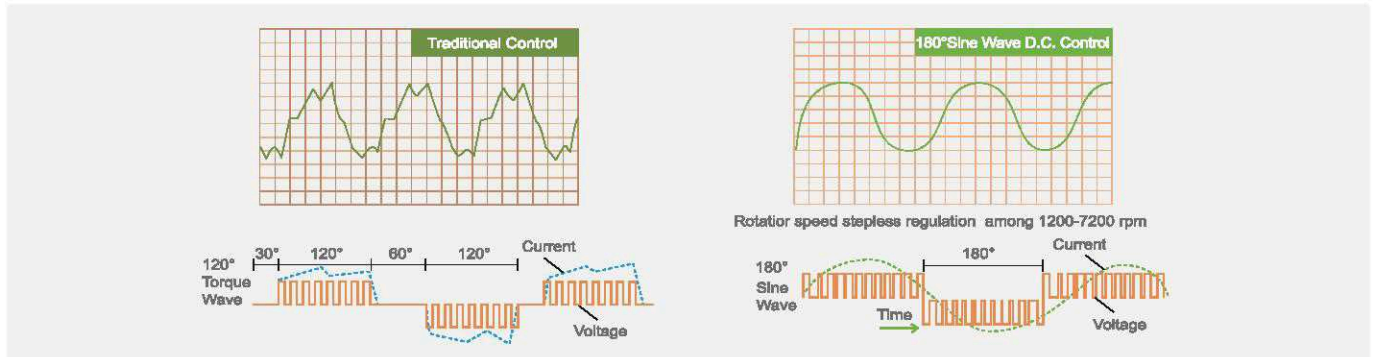 Traditional Control
30°
120°
60°
120°
Current
120°
Torque
Wave
Voltage
180°Sine Wave D.C. Control
Rotatior speed stepless regulation among 1200-7200 rpm
180°
Current
180°
Sine
Wave
Time
Voltage